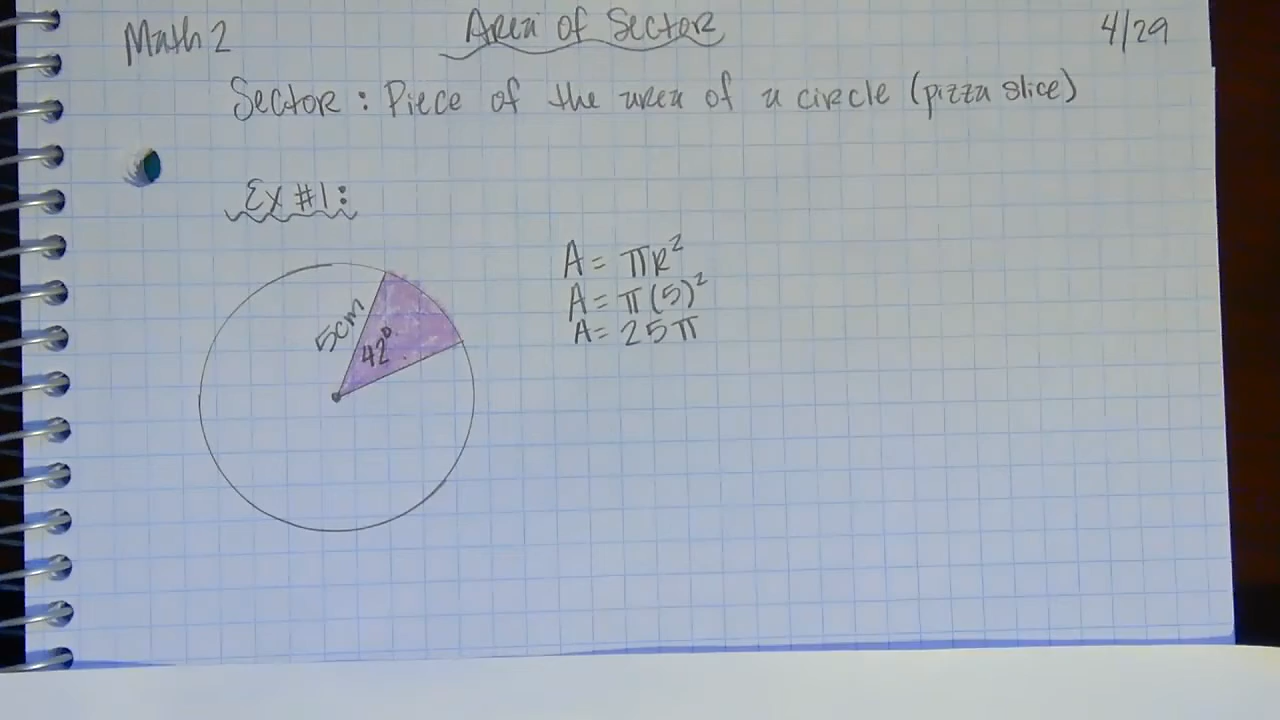 Math 2
Area of Sector
4/29
Sector: Piece of the area of a circle (pizza slice)
Ex #1:
5cm
42°
A = πR²
A = π(5)²
A = 25π